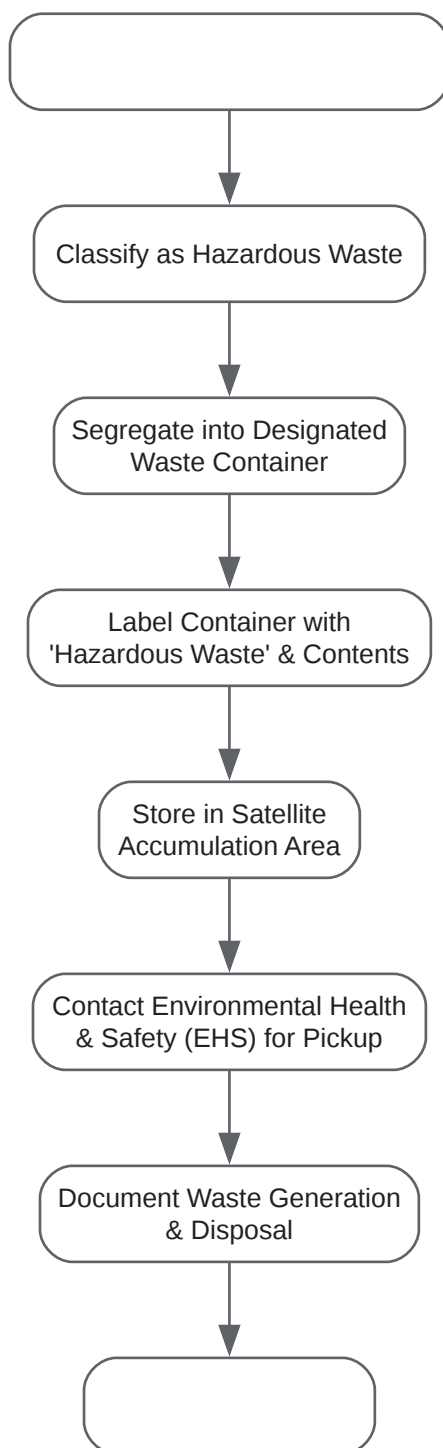 Classify as Hazardous Waste
Segregate into Designated
Waste Container
Label Container with
'Hazardous Waste' & Contents
Store in Satellite
Accumulation Area
Contact Environmental Health
& Safety (EHS) for Pickup
Document Waste Generation
& Disposal